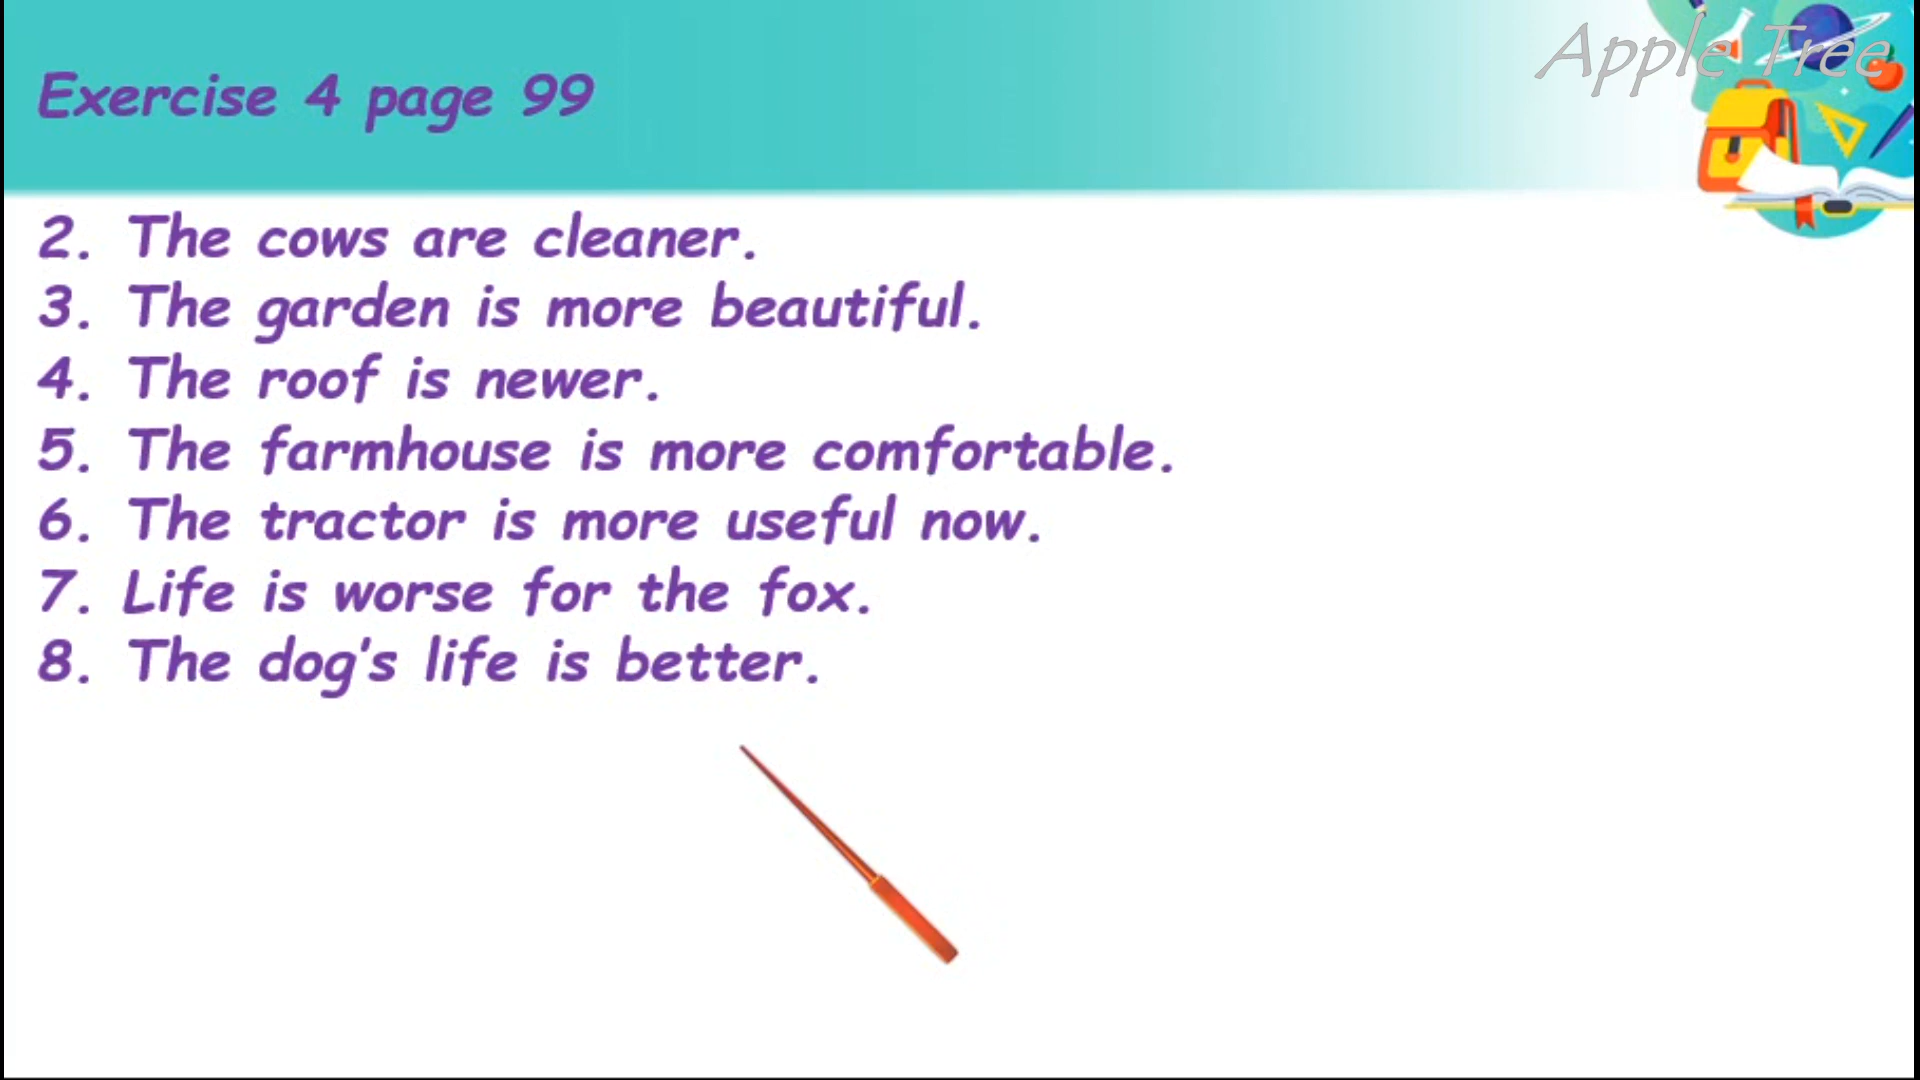 Apple Tree
Exercise 4 page 99
2. The cows are cleaner.
3. The garden is more beautiful.
4. The roof is newer.
5. The farmhouse is more comfortable.
6. The tractor is more useful now.
7. Life is worse for the fox.
8. The dog's life is better.